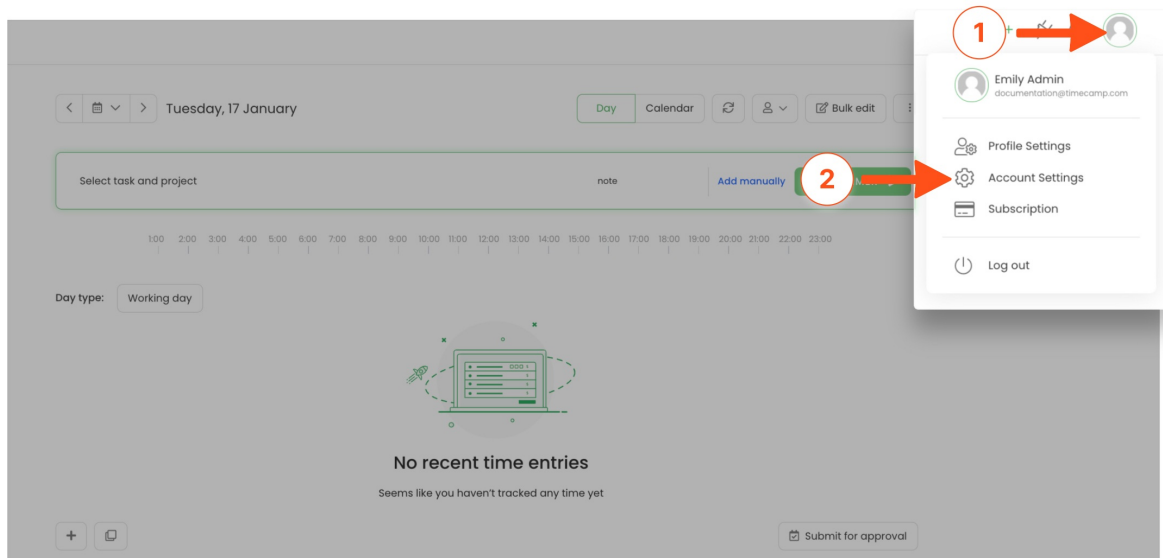 1
Emily Admin
documentation@timecamp.com
Tuesday, 17 January
Day
Calendar
Bulk edit
Profile Settings
Select task and project
note
Add manually
2
Account Settings
Subscription
1:00 2:00 3:00 4:00 5:00 6:00 7:00 8:00 9:00 10:00 11:00 12:00 13:00 14:00 15:00 16:00 17:00 18:00 19:00 20:00 21:00 22:00 23:00
Log out
Day type:
Working day
No recent time entries
Seems like you haven't tracked any time yet
Submit for approval